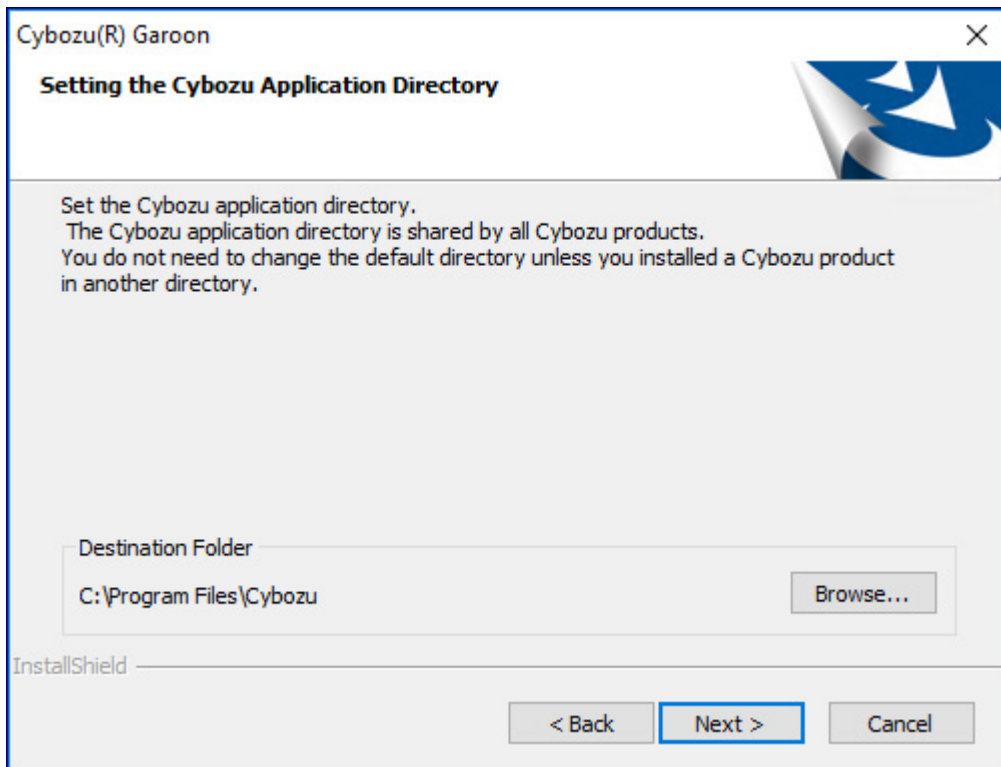 Cybozu(R) Garoon
Setting the Cybozu Application Directory
Set the Cybozu application directory.
The Cybozu application directory is shared by all Cybozu products.
You do not need to change the default directory unless you installed a Cybozu product
in another directory.
Destination Folder
C:\Program Files\Cybozu
Browse...
InstallShield
< Back
Next >
Cancel